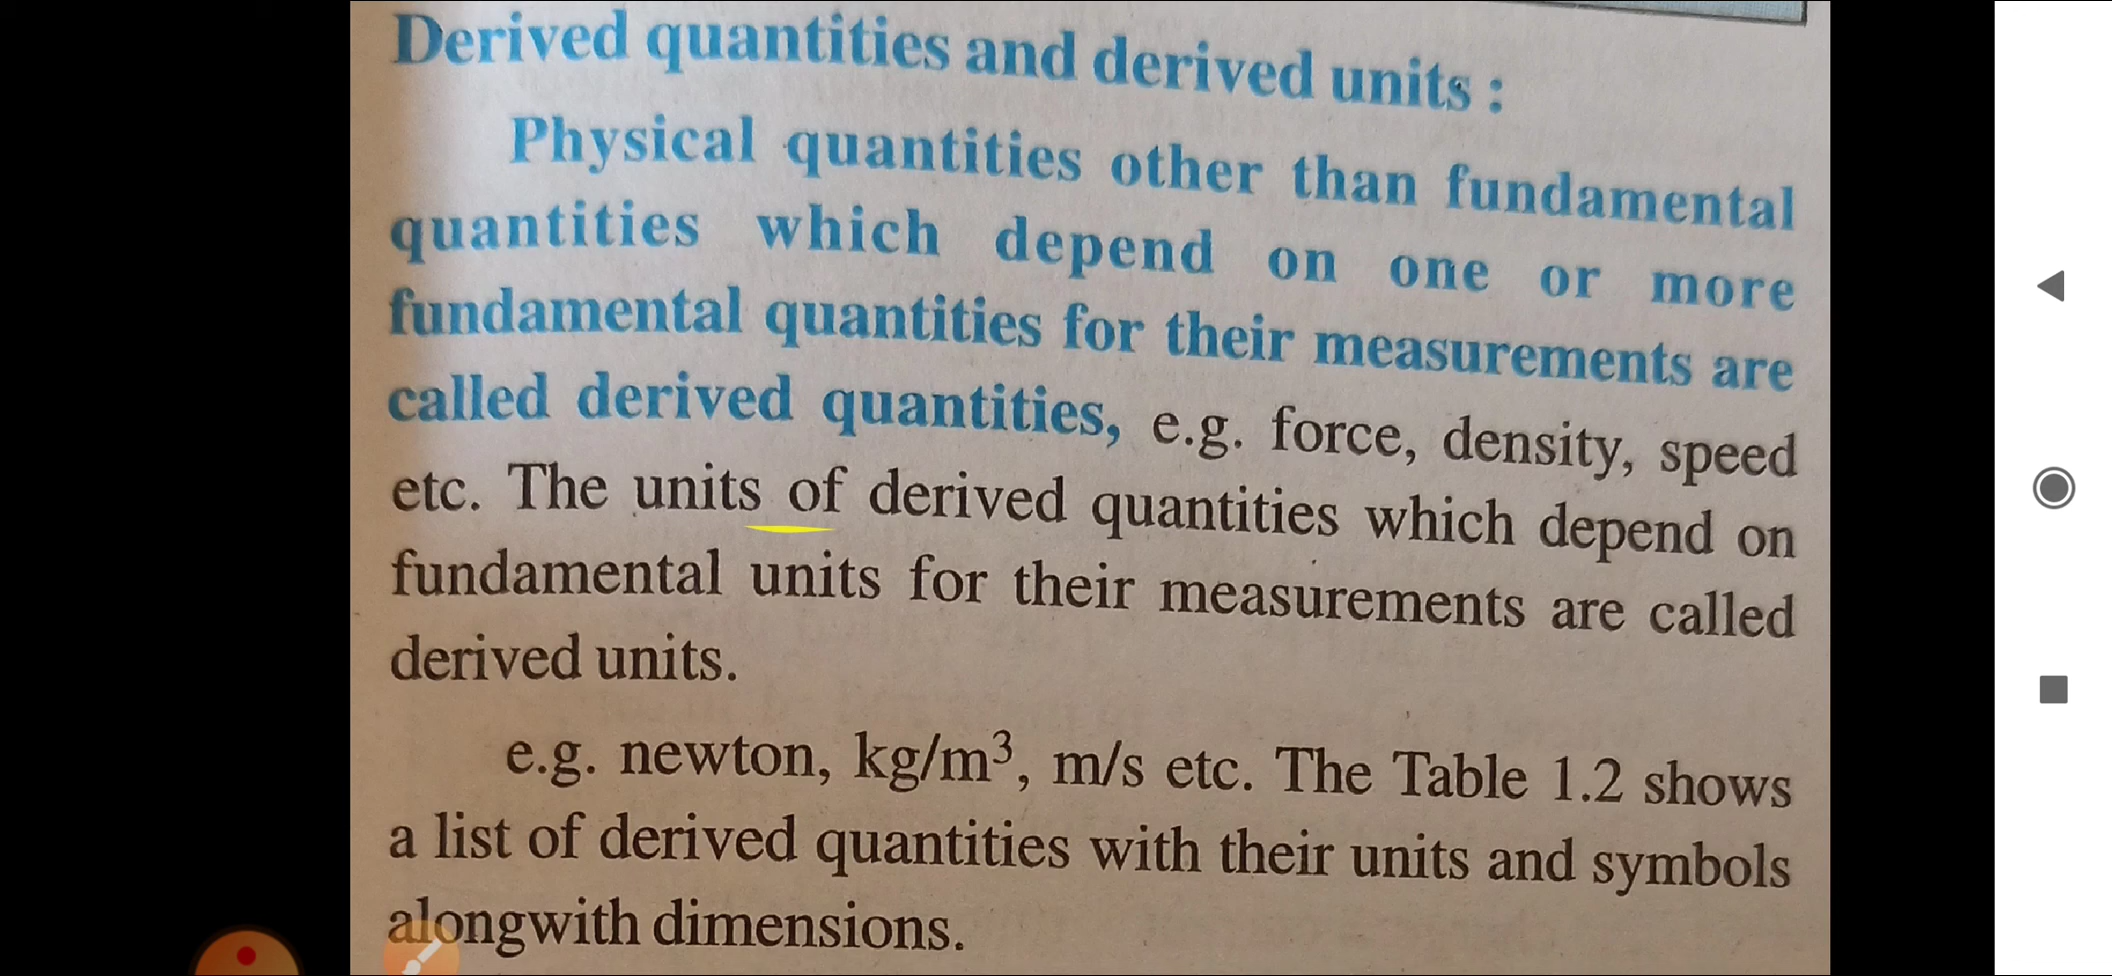 Derived quantities and derived units :
Physical quantities other than fundamental
quantities which depend on one or more
fundamental quantities for their measurements are
called derived quantities, e.g. force, density, speed
etc. The units of derived quantities which depend on
fundamental units for their measurements are called
derived units.
e.g. newton, kg/m³, m/s etc. The Table 1.2 shows
a list of derived quantities with their units and symbols
alongwith dimensions.